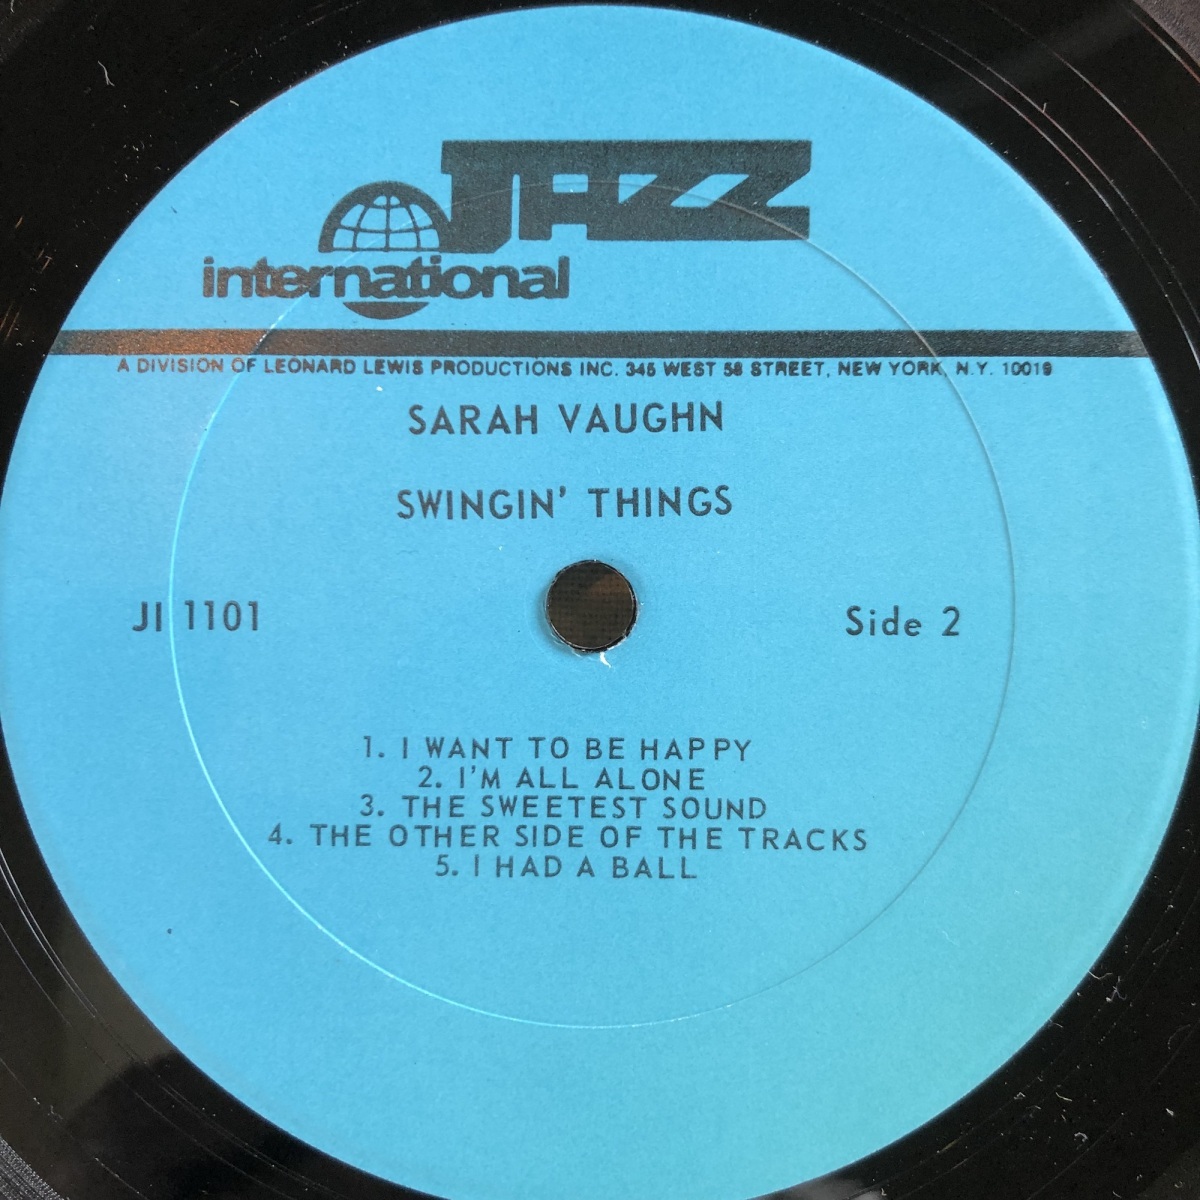 JAZZ
international
A DIVISION OF LEONARD LEWIS PRODUCTIONS INC. 345 WEST 58 STREET, NEW YORK, N.Y. 10019
SARAH VAUGHN
SWINGIN' THINGS
JI 1101
Side 2
1. I WANT TO BE HAPPY
2. I'M ALL ALONE
3. THE SWEETEST SOUND
4. THE OTHER SIDE OF THE TRACKS
5. I HAD A BALL